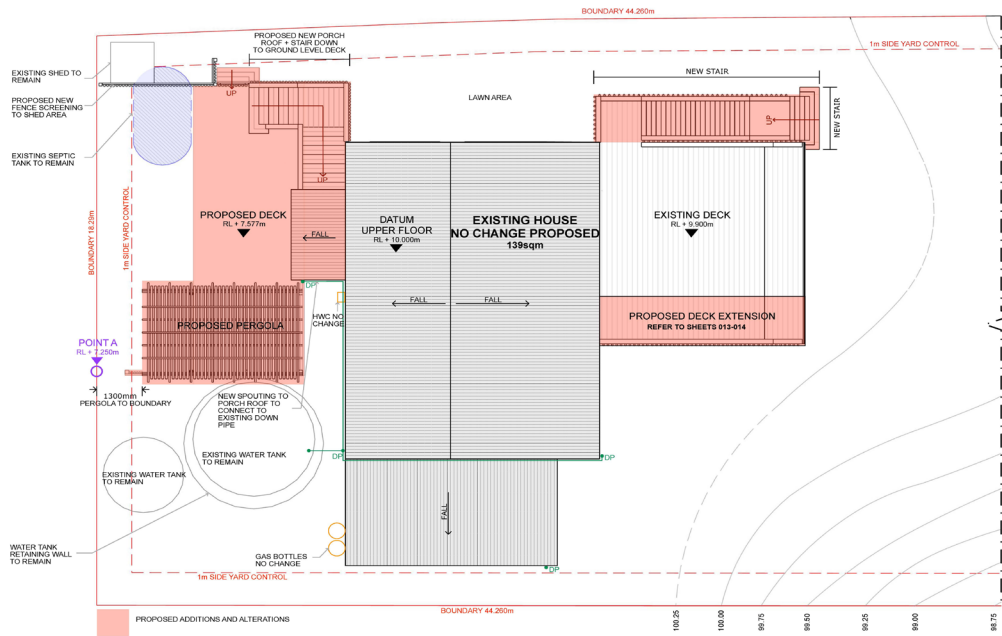 BOUNDARY 44.260m
PROPOSED NEW PORCH
ROOF + STAIR DOWN
TO GROUND LEVEL DECK
1m SIDE YARD CONTROL
EXISTING SHED TO
REMAIN
NEW STAIR
UP
LAWN AREA
PROPOSED NEW
FENCE SCREENING
TO SHED AREA
NEW STAIR
UP
EXISTING SEPTIC
TANK TO REMAIN
UP
BOUNDARY 18.29m
1m SIDE YARD CONTROL
PROPOSED DECK
RL + 7.577m
FALL
DATUM
UPPER FLOOR
RL + 10.000m
EXISTING HOUSE
NO CHANGE PROPOSED
139sqm
EXISTING DECK
RL + 9.900m
DP
FALL
FALL
HWC NO
CHANGE
PROPOSED PERGOLA
PROPOSED DECK EXTENSION
REFER TO SHEETS 013-014
POINT A
RL + 7.250m
1300mm
PERGOLA TO BOUNDARY
NEW SPOUTING TO
PORCH ROOF TO
CONNECT TO
EXISTING DOWN
PIPE
EXISTING WATER TANK
TO REMAIN
DP
DP
EXISTING WATER TANK
TO REMAIN
FALL
WATER TANK
RETAINING WALL
TO REMAIN
GAS BOTTLES
NO CHANGE
DP
1m SIDE YARD CONTROL
BOUNDARY 44.260m
PROPOSED ADDITIONS AND ALTERATIONS
100.25
100.00
99.75
99.50
99.25
99.00
98.75